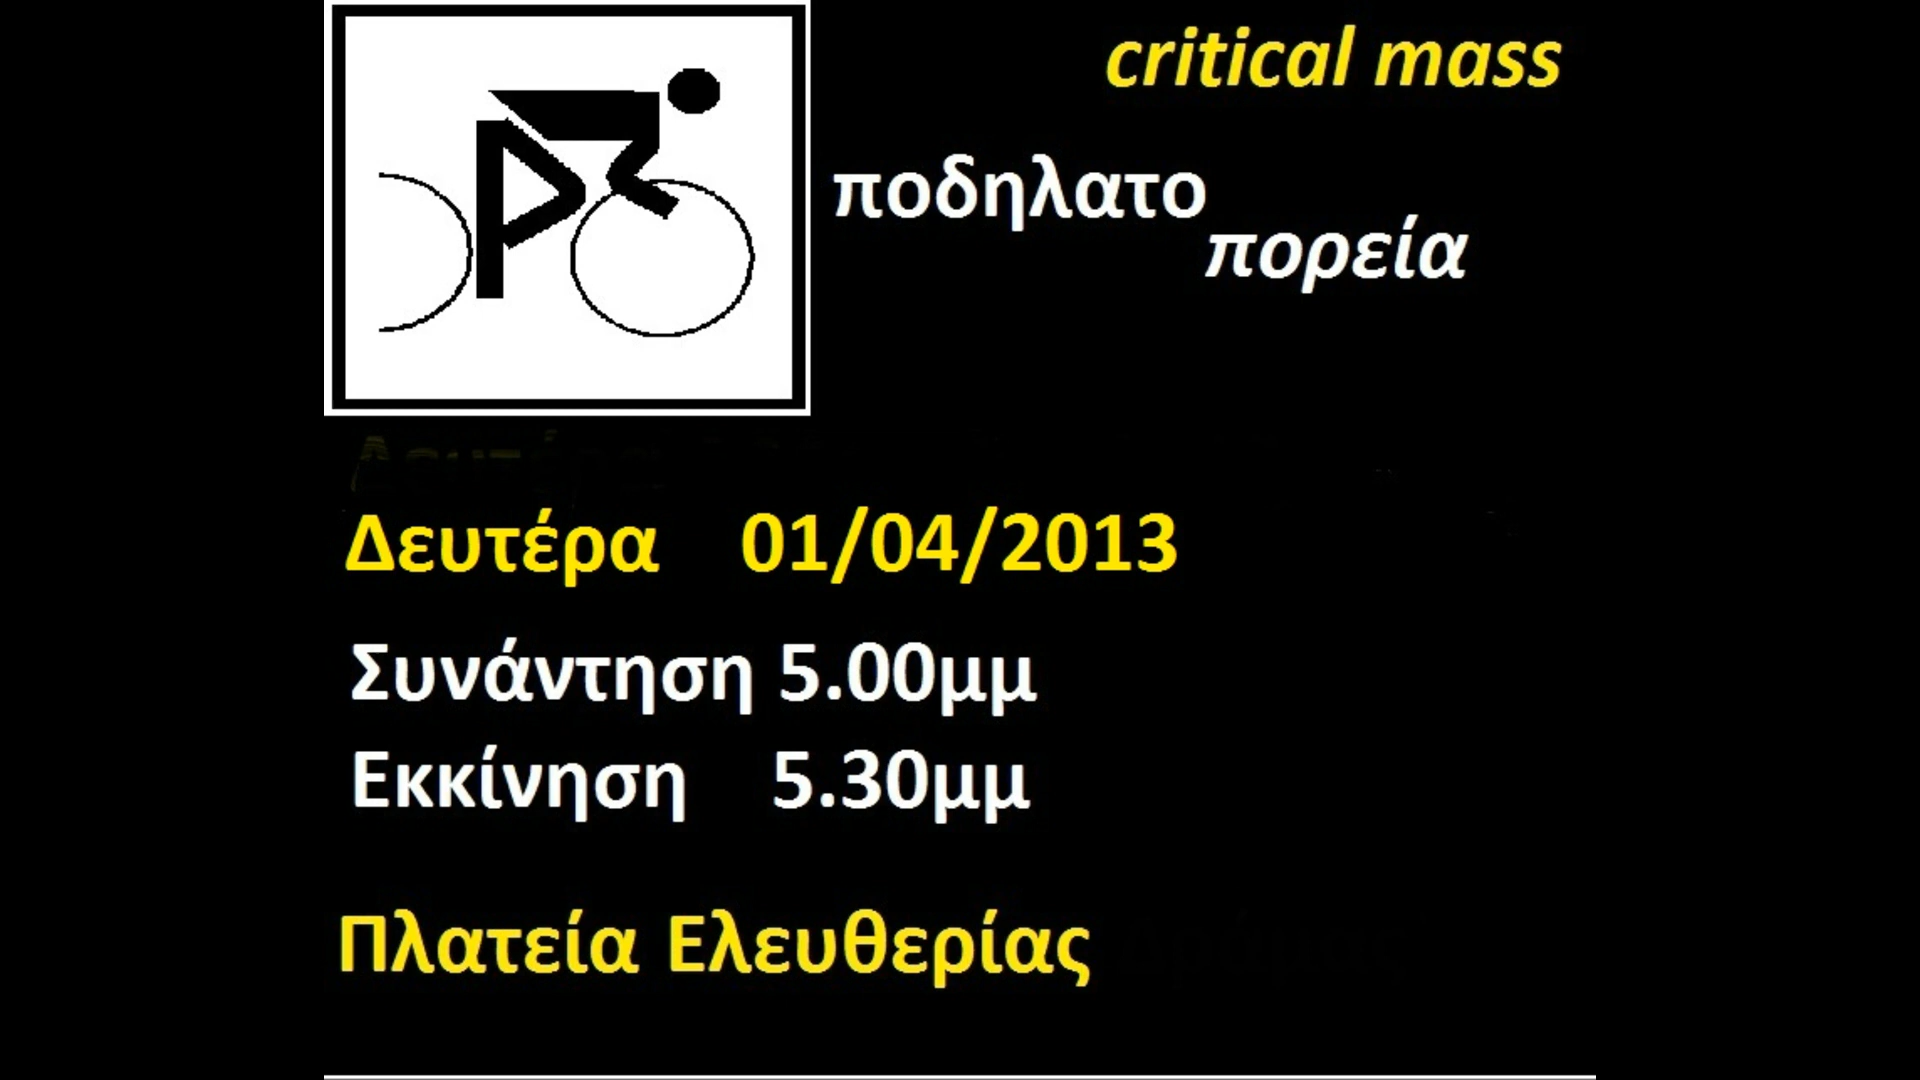 critical mass
ποδηλατο
πορεία
Δευτέρα 01/04/2013
Συνάντηση 5.00μμ
Εκκίνηση 5.30μμ
Πλατεία Ελευθερίας